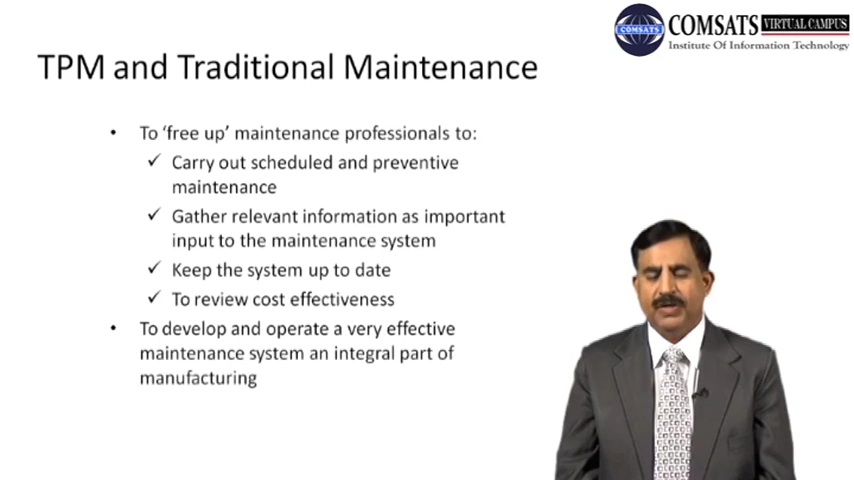 COMSATS VIRTUAL CAMPUS
Institute Of Information Technology
COMSATS
TPM and Traditional Maintenance
• To ‘free up’ maintenance professionals to:
✓ Carry out scheduled and preventive
maintenance
✓ Gather relevant information as important
input to the maintenance system
✓ Keep the system up to date
✓ To review cost effectiveness
• To develop and operate a very effective
maintenance system an integral part of
manufacturing